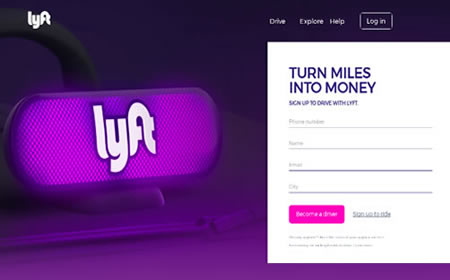 lyft
Drive Explore Help Log in
lyft
TURN MILES
INTO MONEY
SIGN UP TO DRIVE WITH LYFT.
Phone number
Name
Email
City
Become a driver Sign up to ride